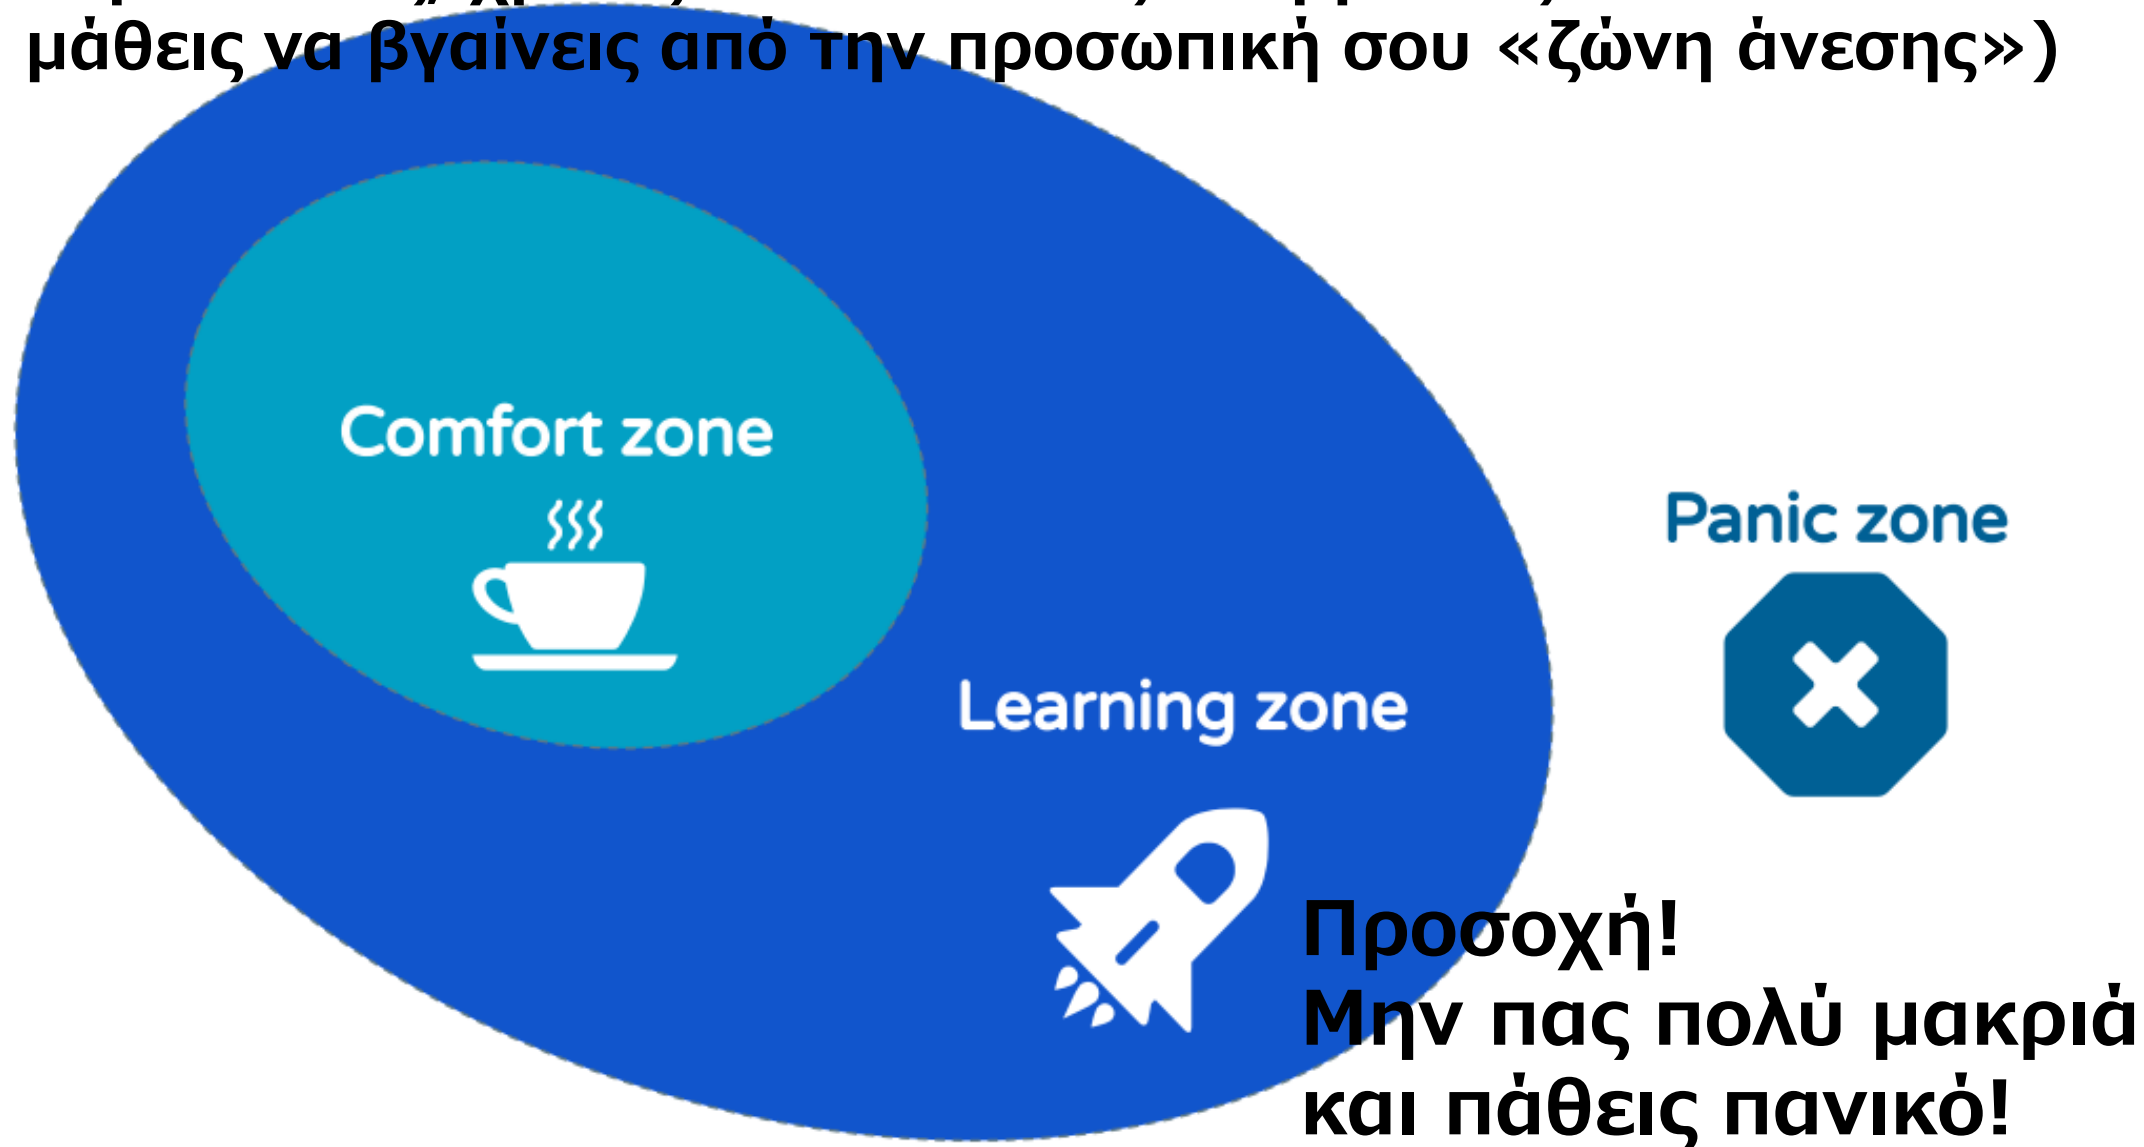 μάθεις να βγαίνεις από την προσωπική σου «ζώνη άνεσης»)
Comfort zone
Panic zone
Learning zone
Προσοχή!
Μην πας πολύ μακριά
και πάθεις πανικό!